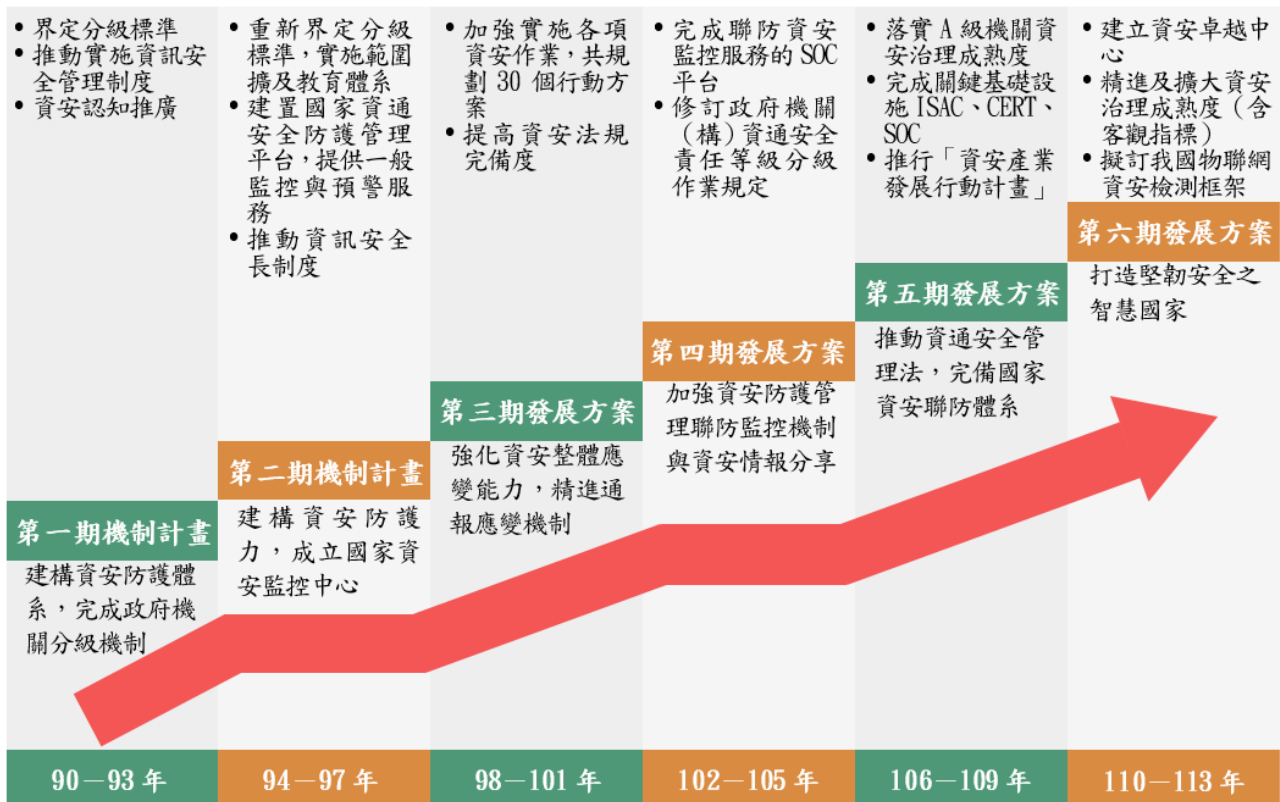 • 界定分級標準
• 推動實施資訊安
全管理制度
• 資安認知推廣
第一期機制計畫
建構資安防護體
系，完成政府機
關分級機制
90－93 年
• 重新界定分級
標準，實施範圍
擴及教育體系
• 建置國家資通
安全防護管理
平台，提供一般
監控與預警服
務
• 推動資訊安全
長制度
第二期機制計畫
建構資安防護
力，成立國家資
安監控中心
94－97 年
• 加強實施各項
資安作業，共規
劃 30 個行動方
案
• 提高資安法規
完備度
第三期發展方案
強化資安整體應
變能力，精進通
報應變機制
98－101 年
• 完成聯防資安
監控服務的 SOC
平台
• 修訂政府機關
（構）資通安全
責任等級分級
作業規定
第四期發展方案
加強資安防護管
理聯防監控機制
與資安情報分享
102－105 年
• 落實 A 級機關資
安治理成熟度
• 完成關鍵基礎設
施 ISAC、CERT、
SOC
• 推行「資安產業
發展行動計畫」
第五期發展方案
推動資通安全管
理法，完備國家
資安聯防體系
106－109 年
• 建立資安卓越中
心
• 精進及擴大資安
治理成熟度（含
客觀指標）
• 擬訂我國物聯網
資安檢測框架
第六期發展方案
打造堅韌安全之
智慧國家
110－113 年